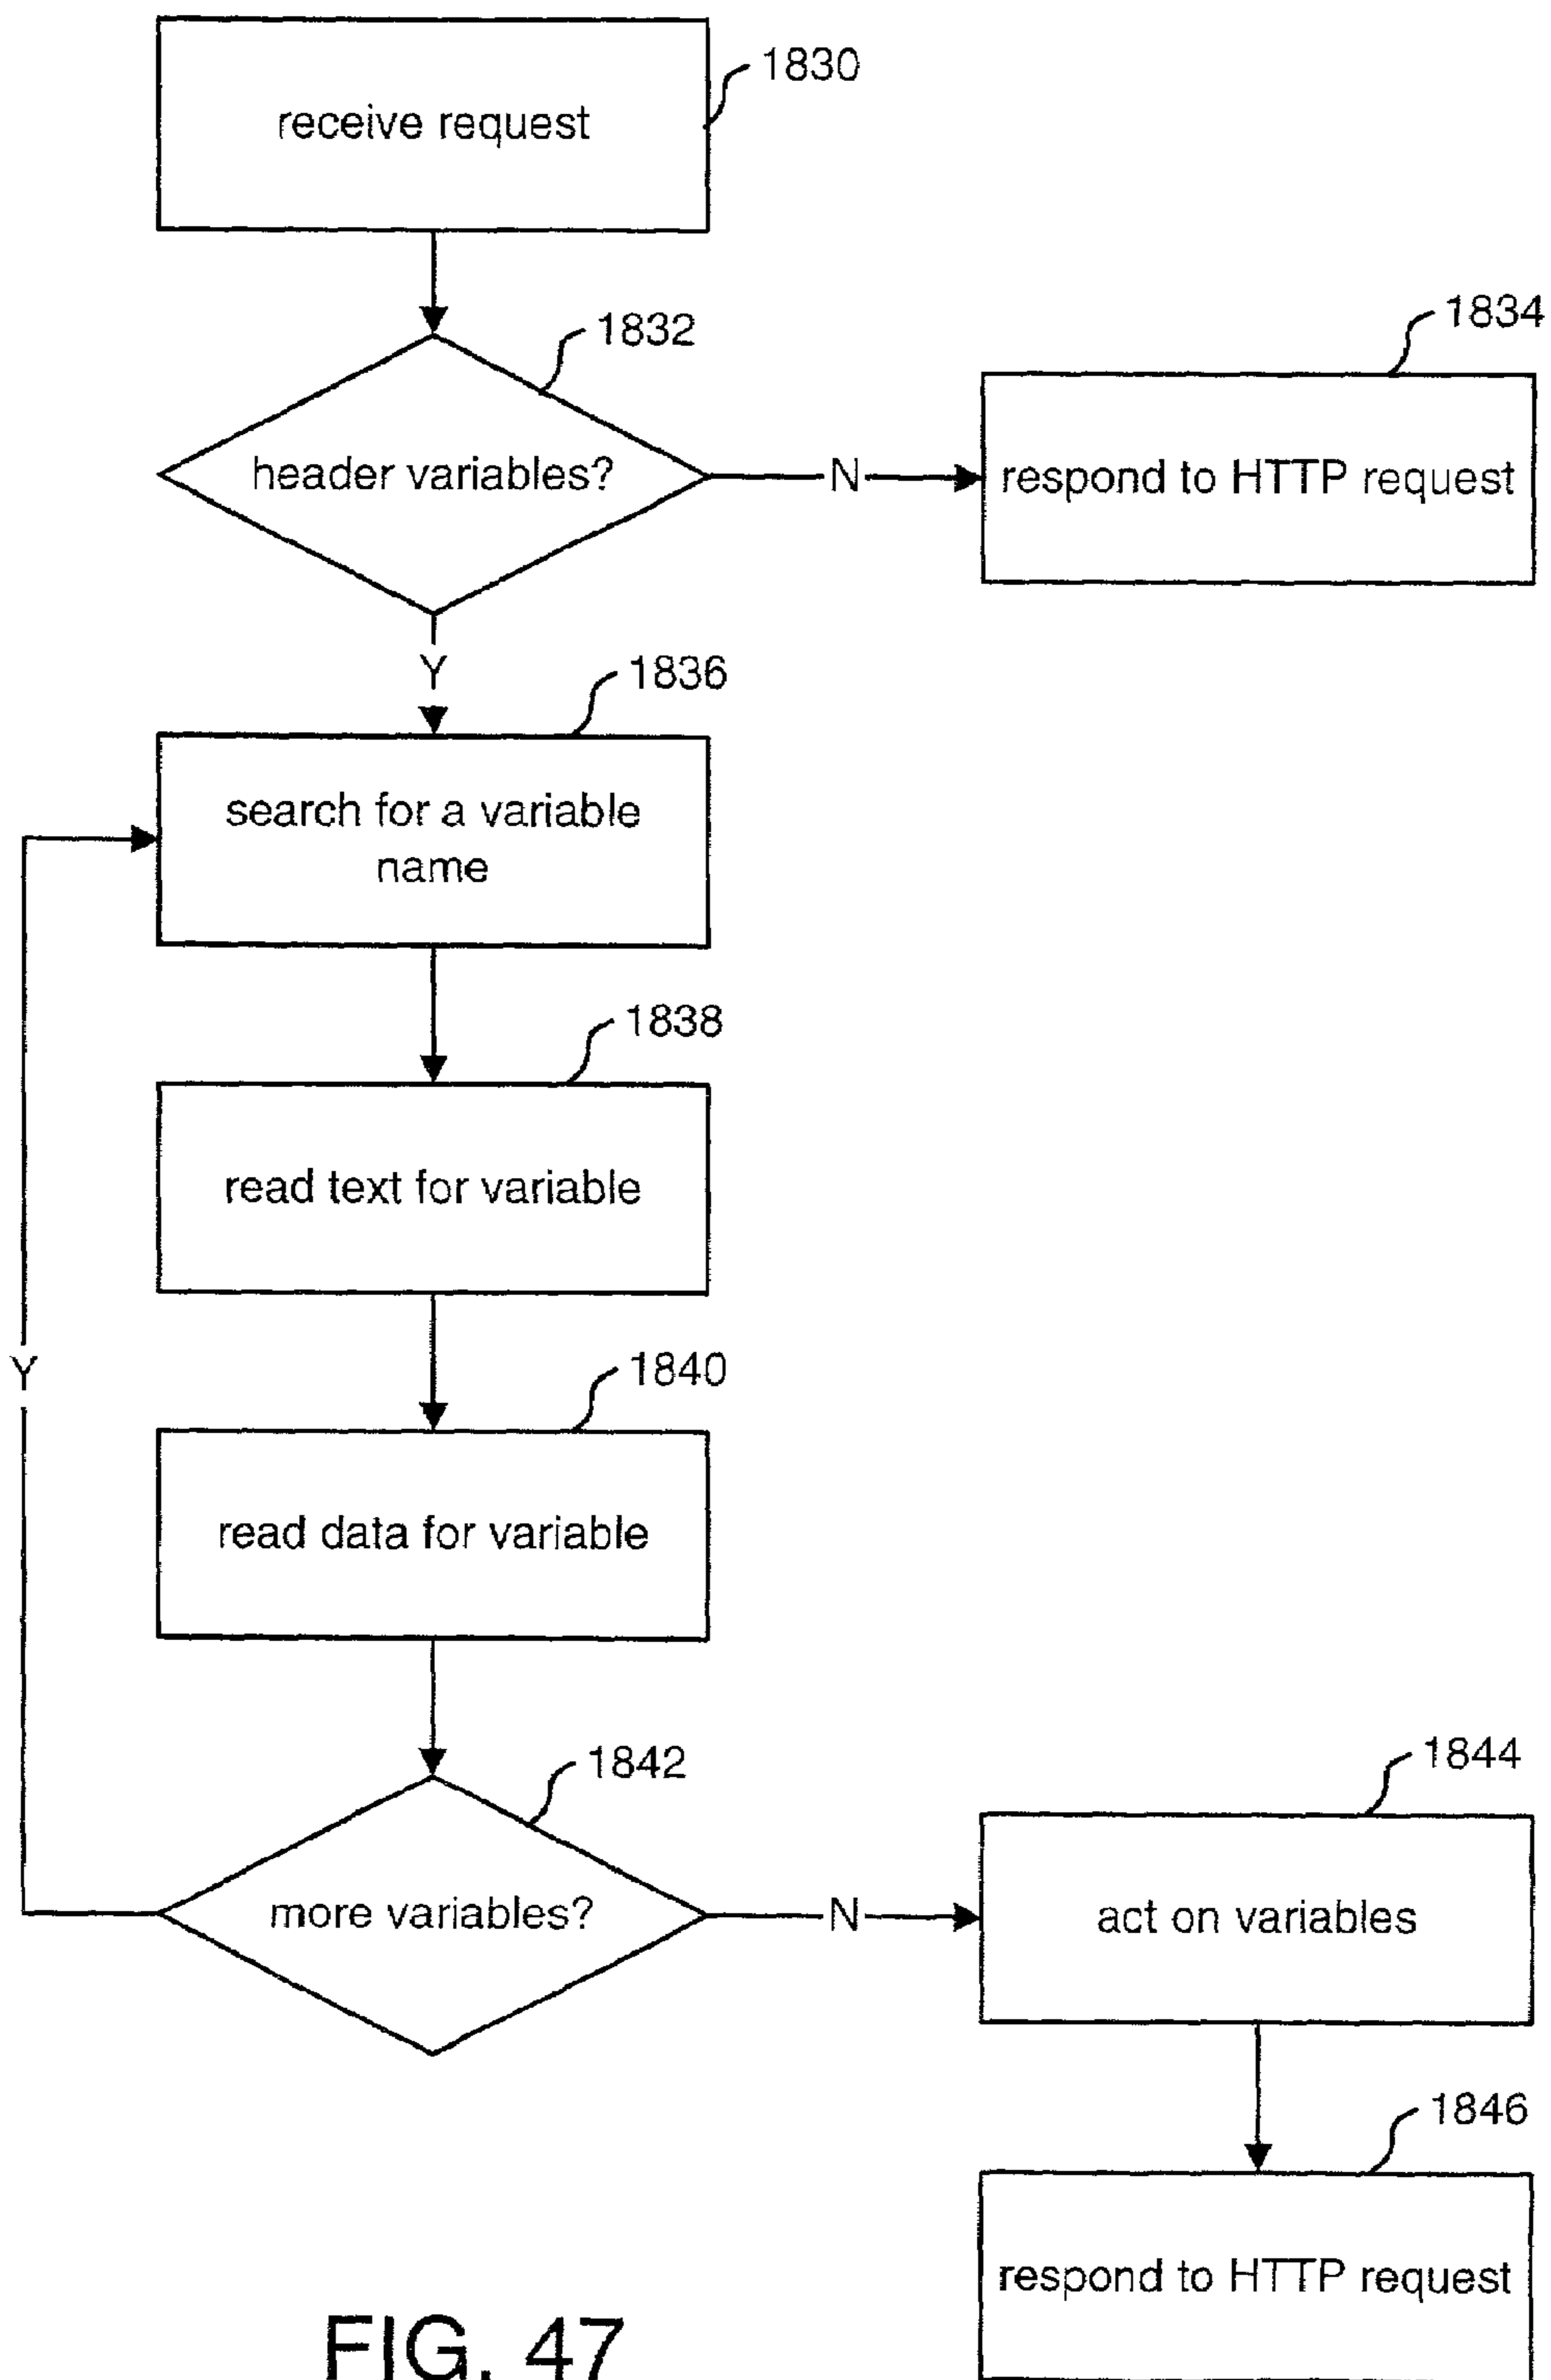 receive request
1830
header variables?
1832
N
respond to HTTP request
1834
Y
search for a variable
name
1836
read text for variable
1838
read data for variable
1840
Y
more variables?
1842
N
act on variables
1844
respond to HTTP request
1846
FIG. 47